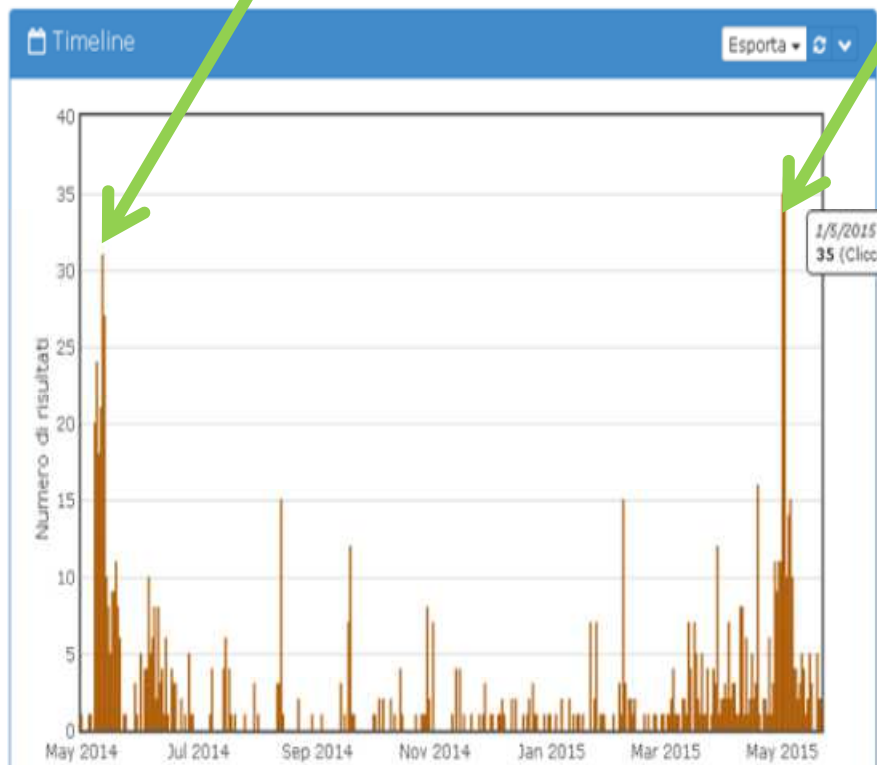 Timeline
Esporta
40
35
30
25
20
15
10
5
0
Numero di risultati
1/5/2015
35 (Clicc
May 2014 Jul 2014 Sep 2014 Nov 2014 Jan 2015 Mar 2015 May 2015